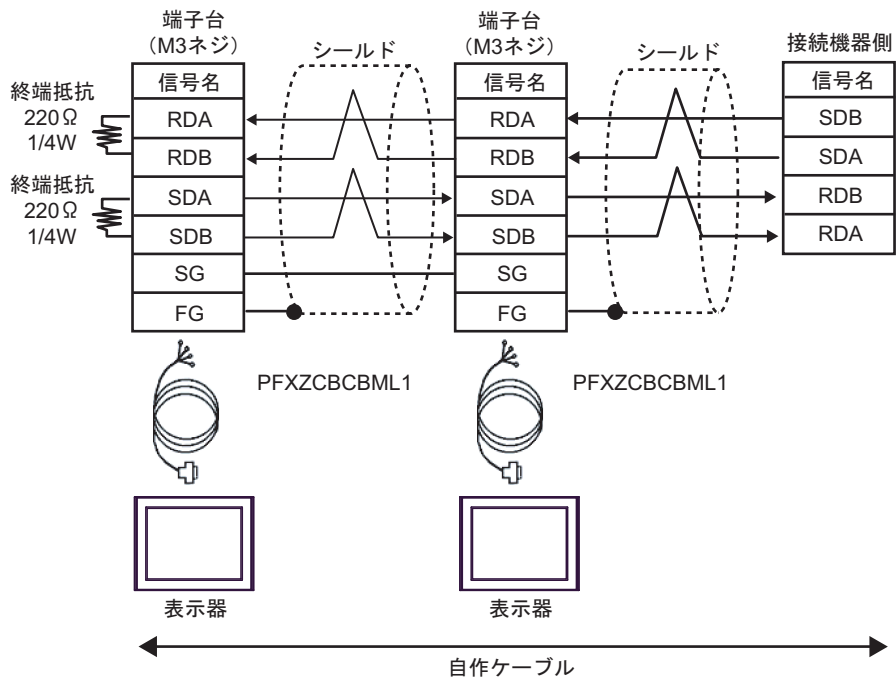 端子台
（M3ネジ）
シールド
端子台
（M3ネジ）
シールド
接続機器側
終端抵抗
220Ω
1/4W
終端抵抗
220Ω
1/4W
信号名
RDA
RDB
SDA
SDB
SG
FG
信号名
RDA
RDB
SDA
SDB
SG
FG
信号名
SDB
SDA
RDB
RDA
PFXZCBCBML1
PFXZCBCBML1
表示器
表示器
自作ケーブル